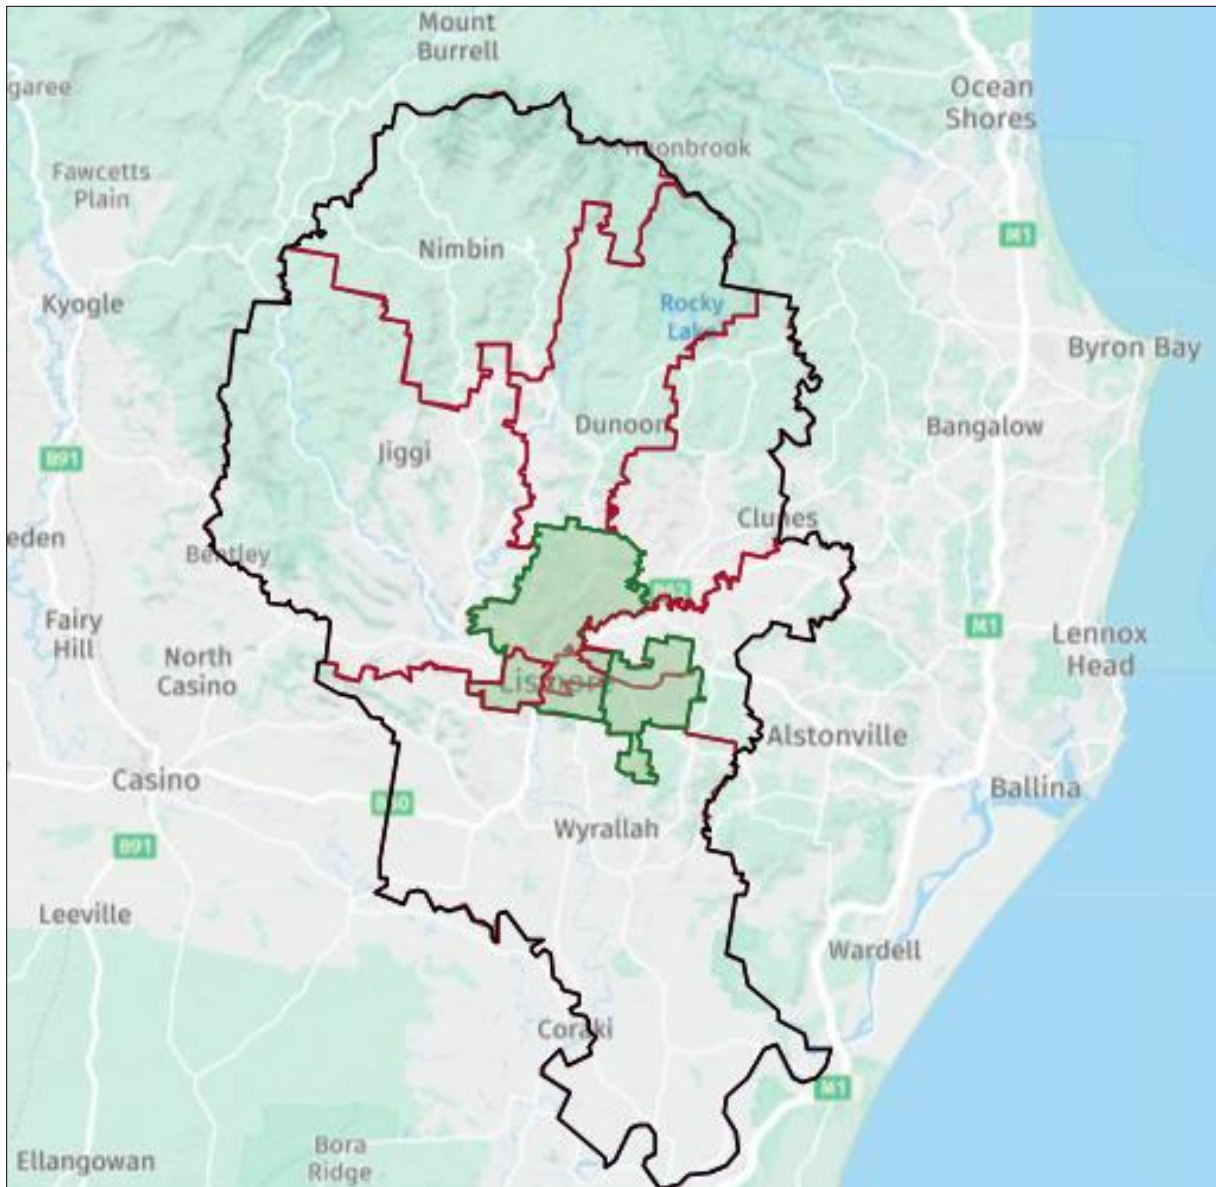 Mount
Burrell
garee
Ocean
Shores
Fawcetts
Plain
Nimbin
M1
Kyogle
Rocky
Lake
Byron Bay
Dunoon
Bangalow
Jiggi
B91
Clunes
eden
Bentley
Fairy
Hill
M1
Lennox
Head
North
Casino
Lismore
Alstonville
Casino
Ballina
B60
Wyrallah
B91
Leeville
Wardell
Coraki
M1
Bora
Ridge
Ellangowan